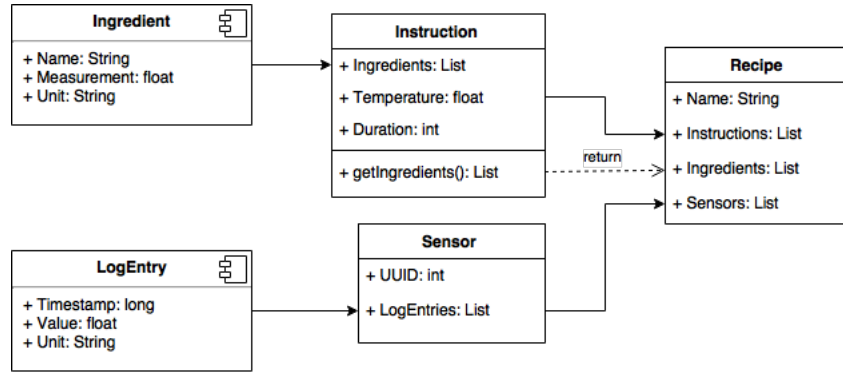 Ingredient
+ Name: String
+ Measurement: float
+ Unit: String
Instruction
+ Ingredients: List
+ Temperature: float
+ Duration: int
+ getIngredients(): List
return
Recipe
+ Name: String
+ Instructions: List
+ Ingredients: List
+ Sensors: List
LogEntry
+ Timestamp: long
+ Value: float
+ Unit: String
Sensor
+ UUID: int
+ LogEntries: List